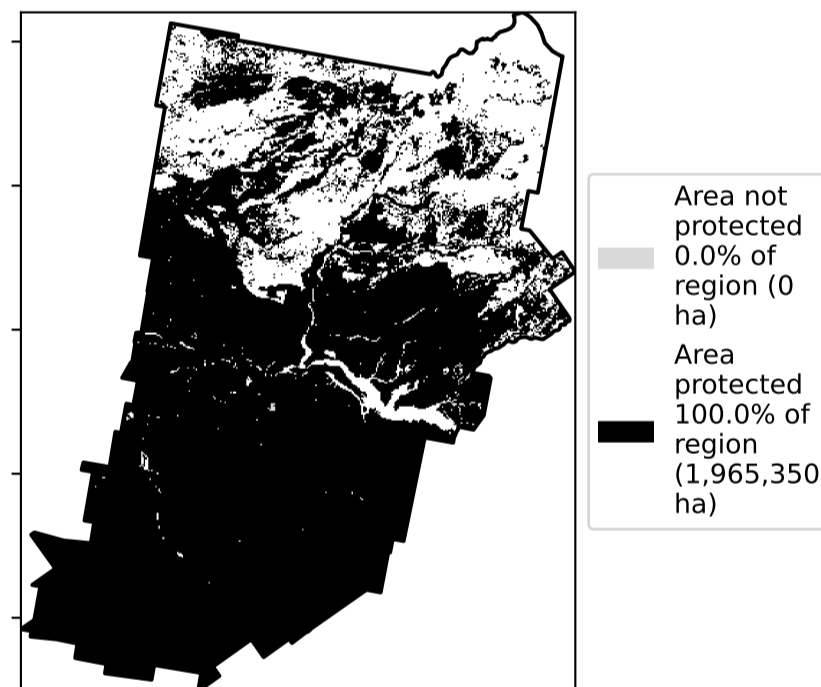 Area not
protected
0.0% of
region (0
ha)
Area
protected
100.0% of
region
(1,965,350
ha)